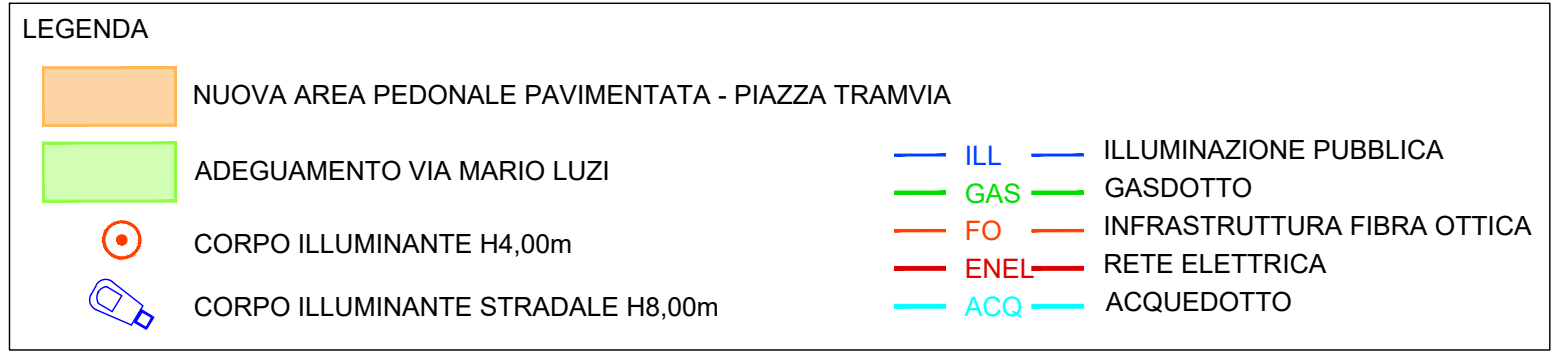 LEGENDA
NUOVA AREA PEDONALE PAVIMENTATA - PIAZZA TRAMVIA
ADEGUAMENTO VIA MARIO LUZI
CORPO ILLUMINANTE H4,00m
CORPO ILLUMINANTE STRADALE H8,00m
ILL ILLUMINAZIONE PUBBLICA
GAS GASDOTTO
FO INFRASTRUTTURA FIBRA OTTICA
ENEL RETE ELETTRICA
ACQ ACQUEDOTTO